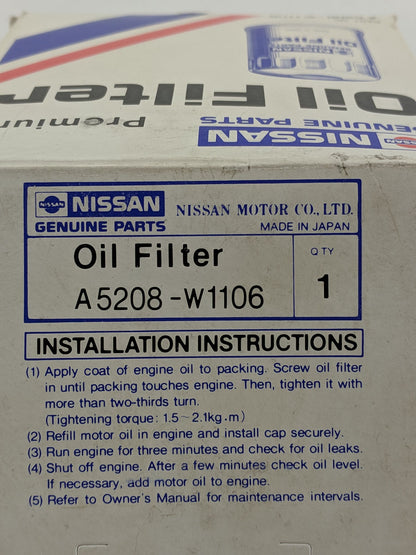 Oil Filter
Oil Filter
Premium
GENUINE PARTS
NISSAN
NISSAN
NISSAN NISSAN MOTOR CO., LTD.
GENUINE PARTS MADE IN JAPAN
Oil Filter Q TY
A5208-W1106 1
INSTALLATION INSTRUCTIONS
(1) Apply coat of engine oil to packing. Screw oil filter
in until packing touches engine. Then, tighten it with
more than two-thirds turn.
(Tightening torque: 1.5~2.1kg.m)
(2) Refill motor oil in engine and install cap securely.
(3) Run engine for three minutes and check for oil leaks.
(4) Shut off engine. After a few minutes check oil level.
If necessary, add motor oil to engine.
(5) Refer to Owner's Manual for maintenance intervals.